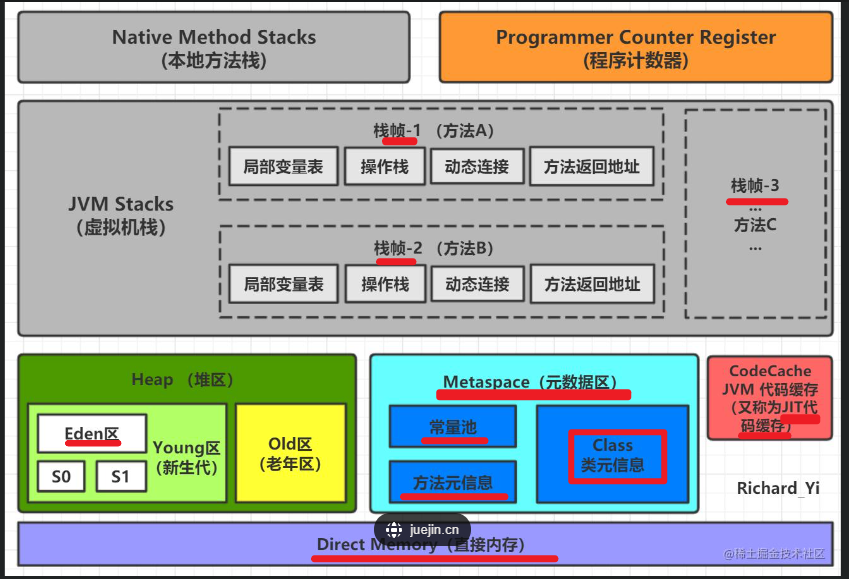 Native Method Stacks
(本地方法栈)
Programmer Counter Register
(程序计数器)
JVM Stacks
(虚拟机栈)
栈帧-1 （方法A）
局部变量表
操作栈
动态连接
方法返回地址
栈帧-2 （方法B）
局部变量表
操作栈
动态连接
方法返回地址
栈帧-3
...
方法C
...
Heap （堆区）
Eden区
S0
S1
Young区
(新生代)
Old区
(老年区)
Metaspace（元数据区）
常量池
方法元信息
Class
类元信息
CodeCache
JVM 代码缓存
（又称为JIT代
码缓存）
Richard_Yi
juejin.cn
Direct Memory（直接内存）
@稀土掘金技术社区